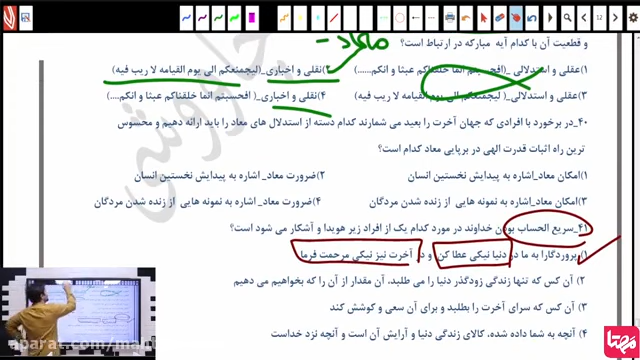 و قطعیت آن با کدام آیه مبارکه در ارتباط است؟
معاد
۱)عقلی و استدلالی_( افحسبتم انما خلقناکم عبثا و انکم......) ۲)نقلی و اخباری_(لیجمعنکم الی یوم القیامه لا ریب فیه)
۳)عقلی و استدلالی_( لیجمعنکم الی یوم القیامه لا ریب فیه) ۴)نقلی و اخباری_( افحسبتم انما خلقناکم عبثا و انکم....)
۴۰_در برخورد با افرادی که جهان آخرت را بعید می شمارند کدام دسته از استدلال های معاد را باید ارائه دهیم و محسوس
ترین راه اثبات قدرت الهی در برپایی معاد کدام است؟
۱)امکان معاد_اشاره به پیدایش نخستین انسان ۲)ضرورت معاد_ اشاره به پیدایش نخستین انسان
۳)امکان معاد_اشاره به نمونه هایی از زنده شدن مردگان ۴)ضرورت معاد_ اشاره به نمونه هایی از زنده شدن مردگان
۴۱_سریع الحساب بودن خداوند در مورد کدام یک از افراد زیر هویدا و آشکار می شود است؟
۱)پروردگارا به ما در دنیا نیکی عطا کن و در آخرت نیز نیکی مرحمت فرما
۲) آن کس که تنها زندگی زودگذر دنیا را می طلبد، آن مقدار از آن را که بخواهیم می دهیم
۳) آن کس که سرای آخرت را بطلبد و برای آن سعی و کوشش کند
۴) آنچه به شما داده شده، کالای زندگی دنیا و آرایش آن است و آنچه نزد خداست
aparat.com/
مهتا